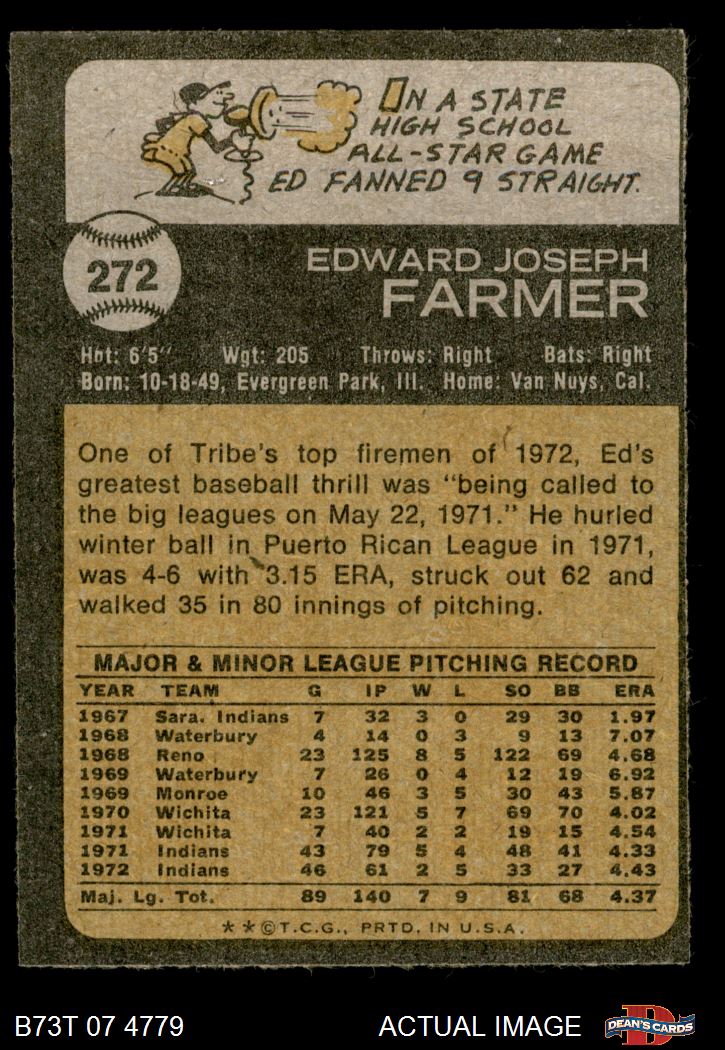 IN A STATE
HIGH SCHOOL
ALL-STAR GAME
ED FANNED 9 STRAIGHT.
272
EDWARD JOSEPH
FARMER
Hgt: 6'5" Wgt: 205 Throws: Right Bats: Right
Born: 10-18-49, Evergreen Park, Ill. Home: Van Nuys, Cal.
One of Tribe's top firemen of 1972, Ed's
greatest baseball thrill was "being called to
the big leagues on May 22, 1971." He hurled
winter ball in Puerto Rican League in 1971,
was 4-6 with 3.15 ERA, struck out 62 and
walked 35 in 80 innings of pitching.
MAJOR & MINOR LEAGUE PITCHING RECORD
YEAR TEAM G IP W L SO BB ERA
1967 Sara. Indians 7 32 3 0 29 30 1.97
1968 Waterbury 4 14 0 3 9 13 7.07
1968 Reno 23 125 8 5 122 69 4.68
1969 Waterbury 7 26 0 4 12 19 6.92
1969 Monroe 10 46 3 5 30 43 5.87
1970 Wichita 23 121 5 7 69 70 4.02
1971 Wichita 7 40 2 2 19 15 4.54
1971 Indians 43 79 5 4 48 41 4.33
1972 Indians 46 61 2 5 33 27 4.43
Maj. Lg. Tot. 89 140 7 9 81 68 4.37
* * © T.C.G., PRTD. IN U.S.A.
B73T 07 4779 ACTUAL IMAGE
DEAN'S CARDS